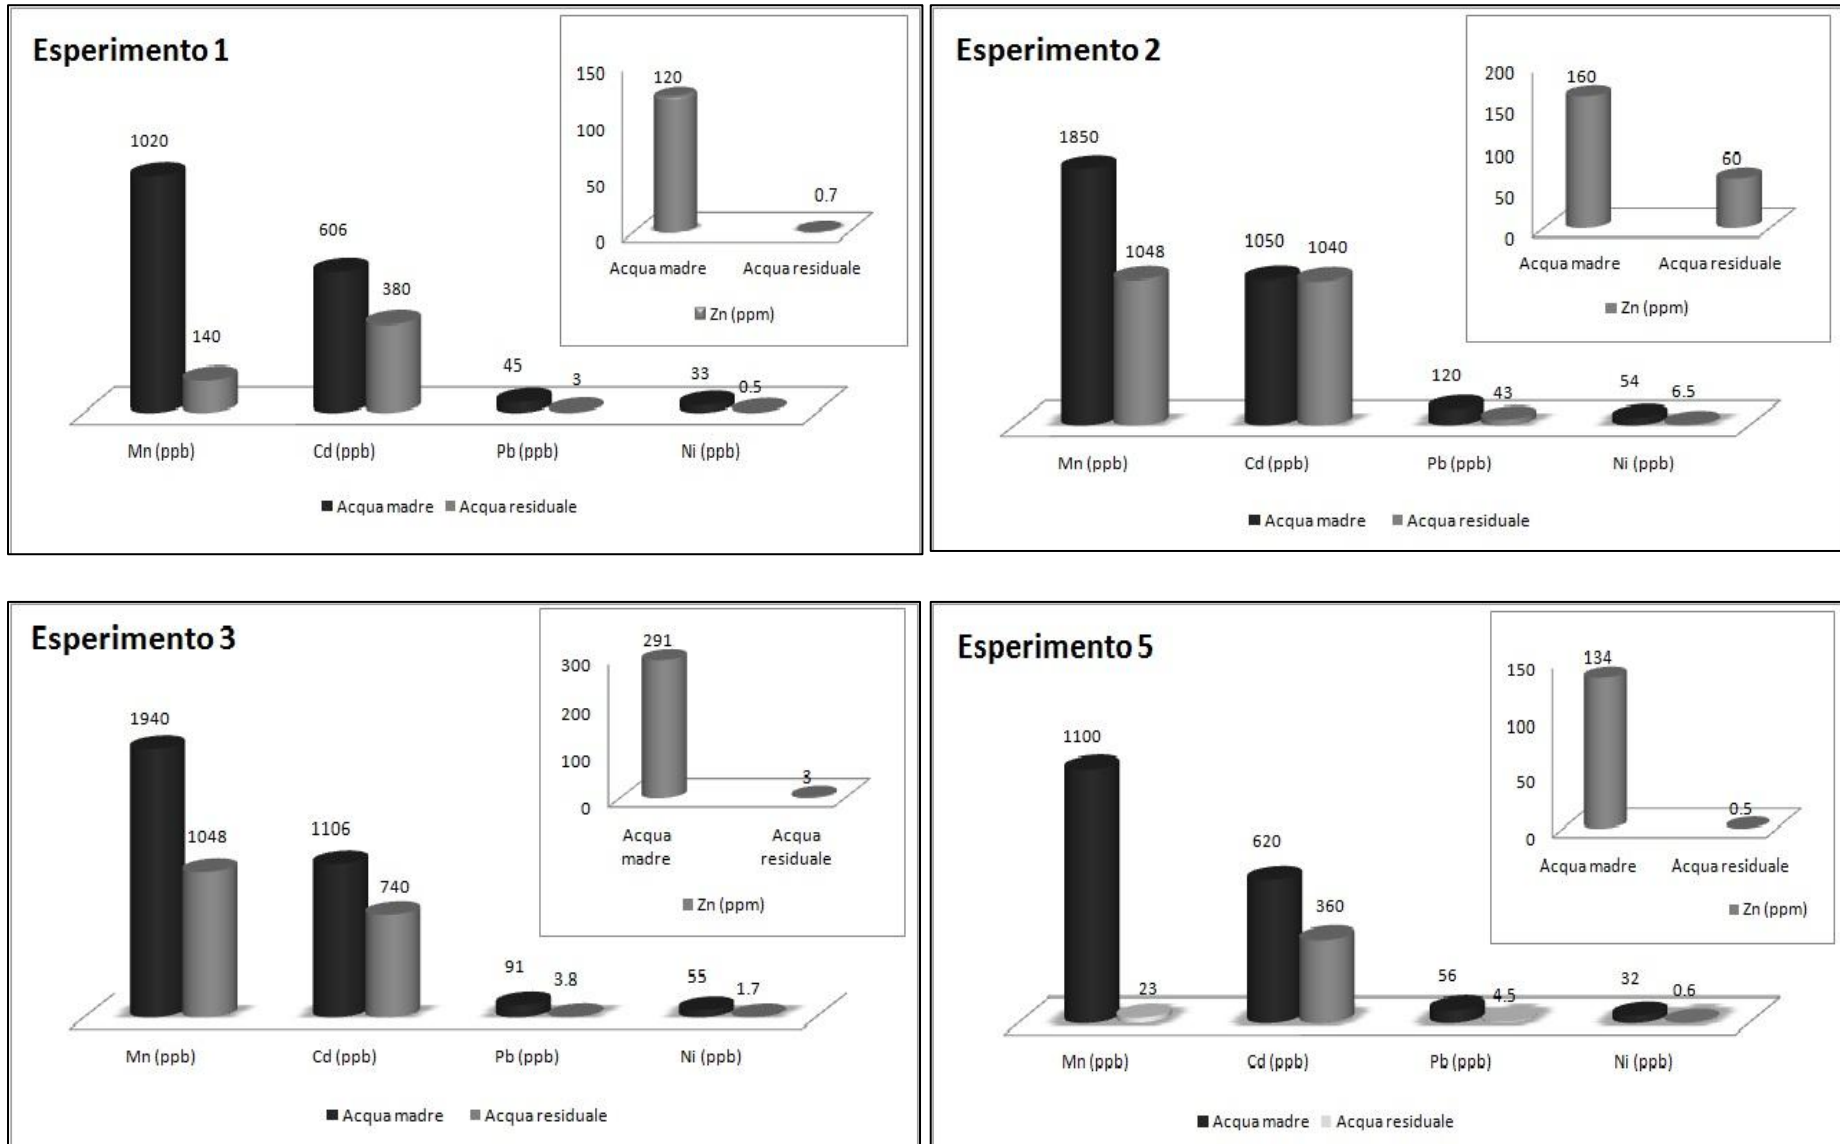 Esperimento 1
1020
140
606
380
45
3
33
0.5
Mn (ppb) Cd (ppb) Pb (ppb) Ni (ppb)
Acqua madre Acqua residuale
150
100
50
0
120
0.7
Acqua madre Acqua residuale
Zn (ppm)
Esperimento 2
1850
1048
1050
1040
120
43
54
6.5
Mn (ppb) Cd (ppb) Pb (ppb) Ni (ppb)
Acqua madre Acqua residuale
200
150
100
50
0
160
60
Acqua madre Acqua residuale
Zn (ppm)
Esperimento 3
1940
1048
1106
740
91
3.8
55
1.7
Mn (ppb) Cd (ppb) Pb (ppb) Ni (ppb)
Acqua madre Acqua residuale
300
200
100
0
291
3
Acqua Acqua
madre residuale
Zn (ppm)
Esperimento 5
1100
23
620
360
56
4.5
32
0.6
Mn (ppb) Cd (ppb) Pb (ppb) Ni (ppb)
Acqua madre Acqua residuale
150
100
50
0
134
0.5
Acqua madre Acqua residuale
Zn (ppm)